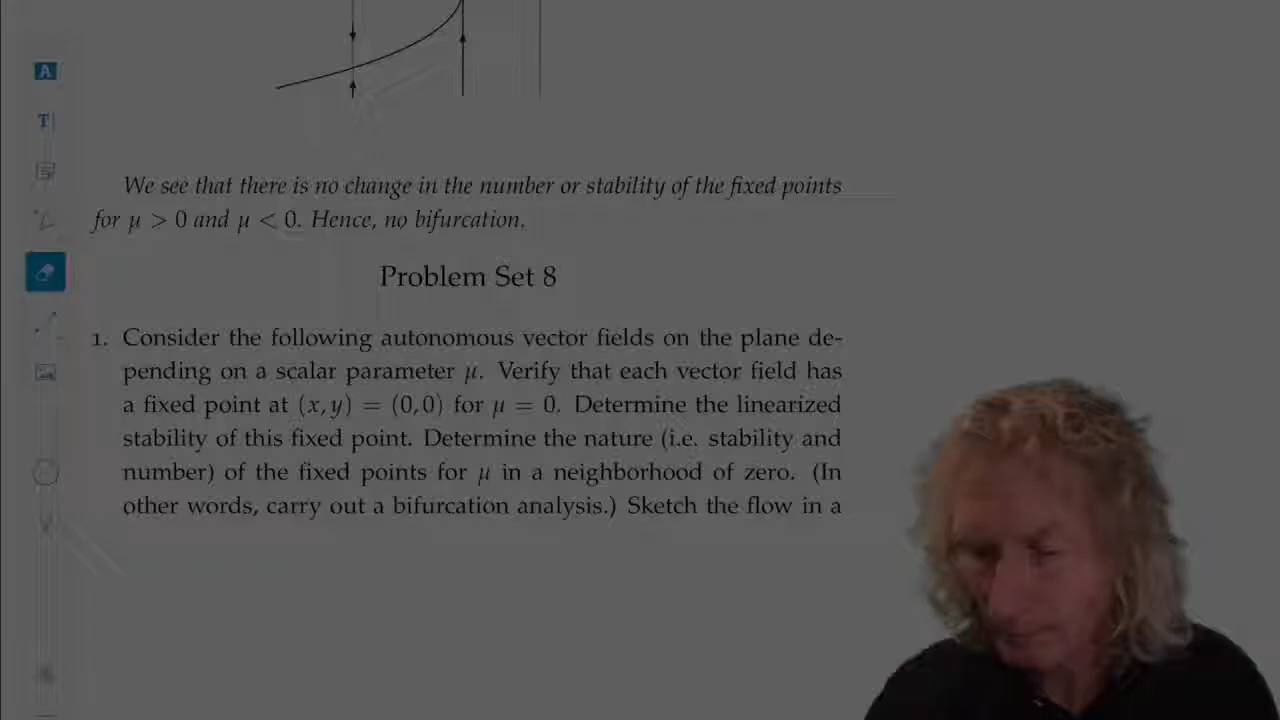 A
T
We see that there is no change in the number or stability of the fixed points
for μ > 0 and μ < 0. Hence, no bifurcation.
Problem Set 8
1. Consider the following autonomous vector fields on the plane de-
pending on a scalar parameter μ. Verify that each vector field has
a fixed point at (x, y) = (0, 0) for μ = 0. Determine the linearized
stability of this fixed point. Determine the nature (i.e. stability and
number) of the fixed points for μ in a neighborhood of zero. (In
other words, carry out a bifurcation analysis.) Sketch the flow in a